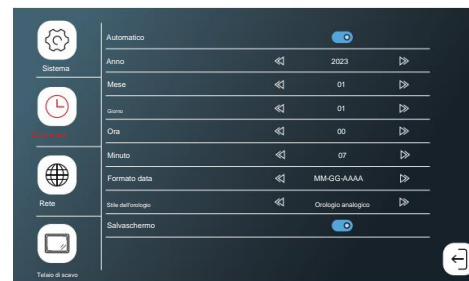 Sistema
Rete
Telaio di scavo
Automatico
Anno 2023
Mese 01
Giorno 01
Ora 00
Minuto 07
Formato data MM-GG-AAAA
Stile dell'orologio Orologio analogico
Salvaschermo